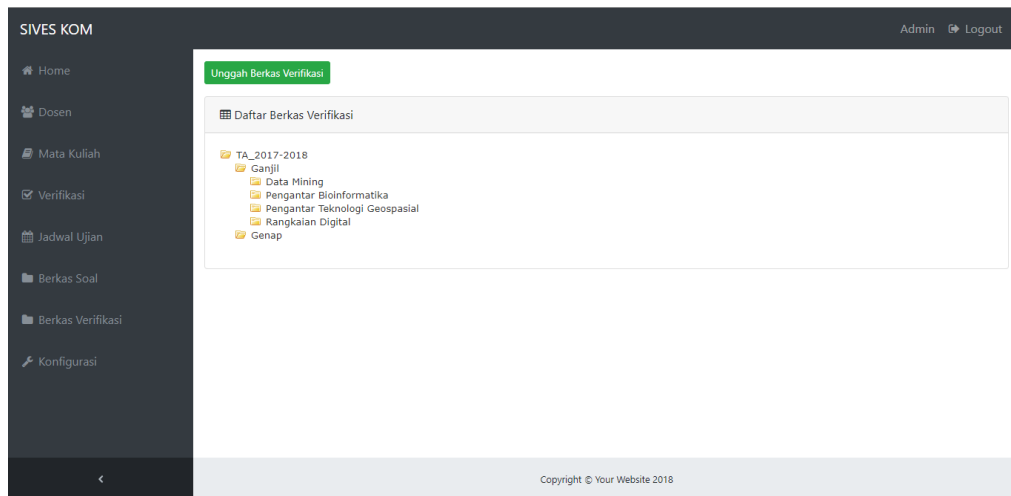 SIVES KOM
Admin Logout
Home
Dosen
Mata Kuliah
Verifikasi
Jadwal Ujian
Berkas Soal
Berkas Verifikasi
Konfigurasi
Unggah Berkas Verifikasi
Daftar Berkas Verifikasi
TA_2017-2018
Ganjil
Data Mining
Pengantar Bioinformatika
Pengantar Teknologi Geospasial
Rangkaian Digital
Genap
Copyright © Your Website 2018